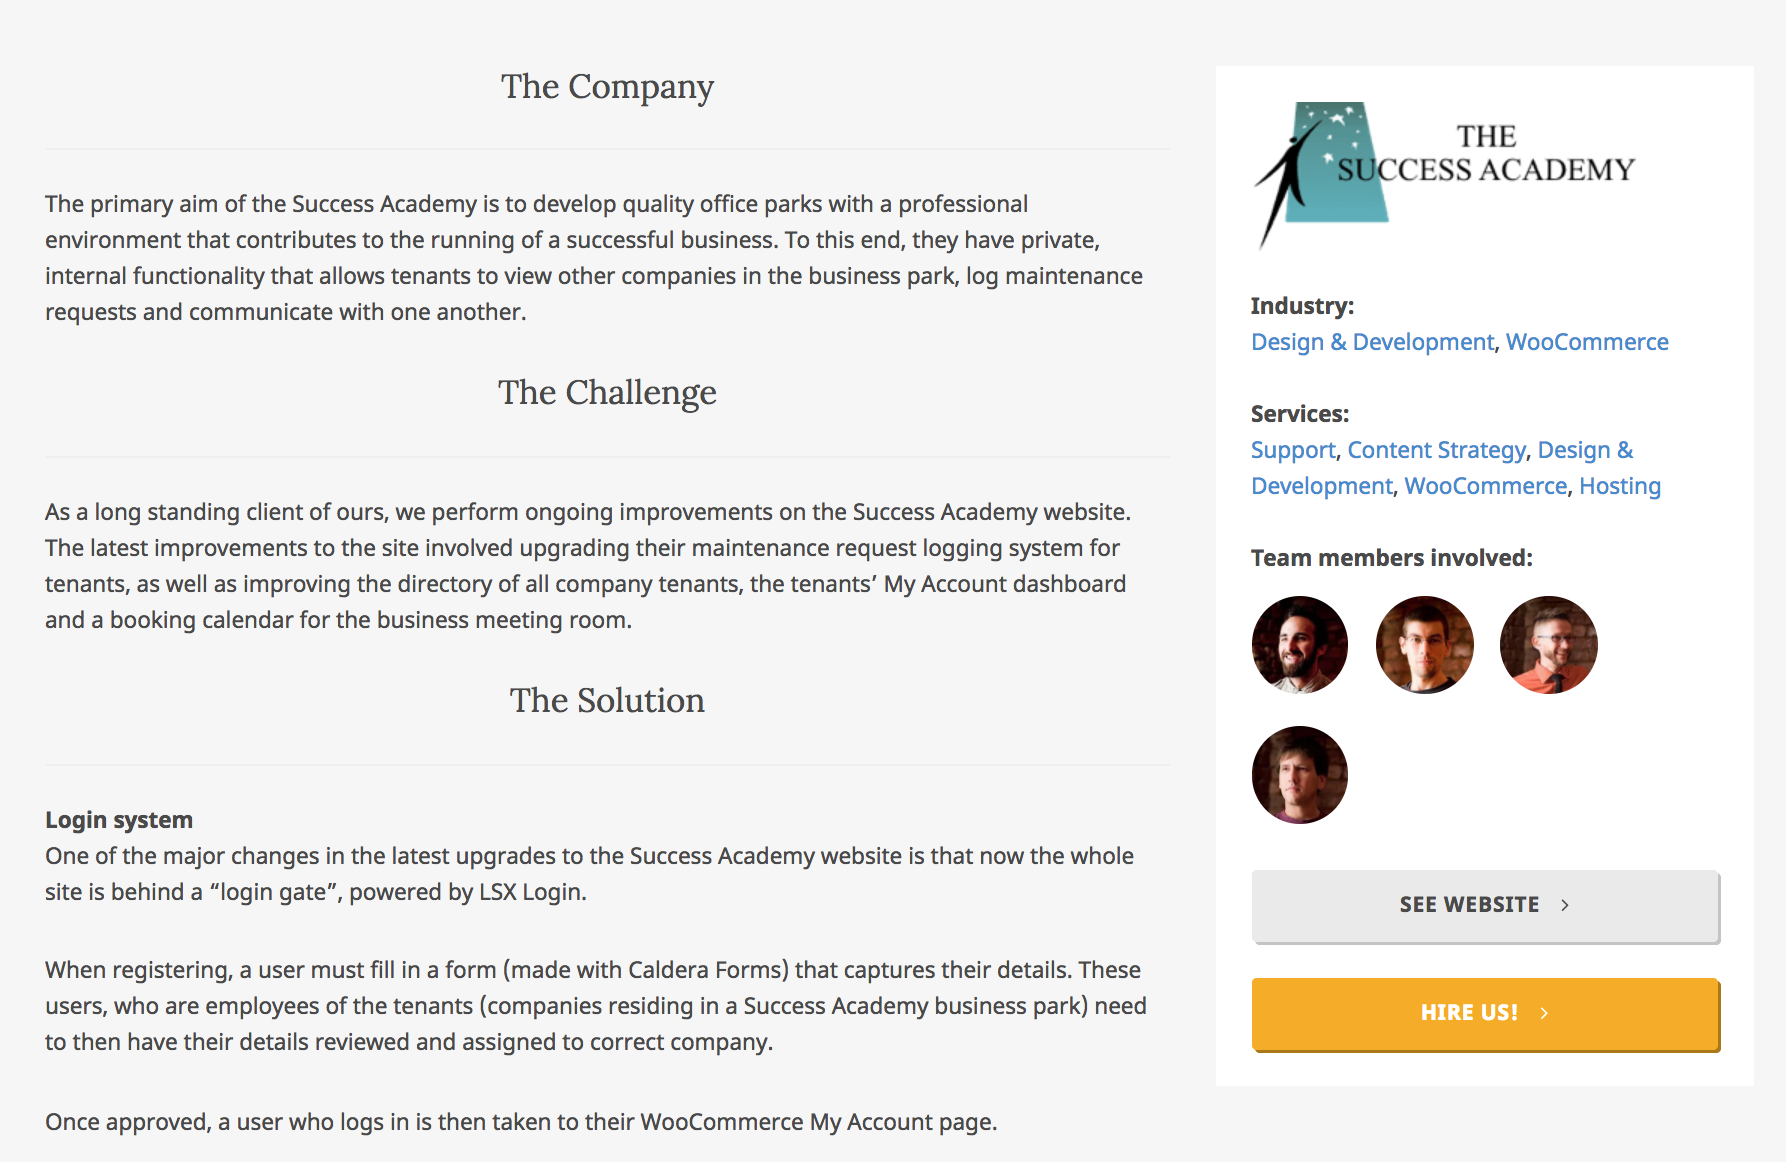 The Company
The primary aim of the Success Academy is to develop quality office parks with a professional
environment that contributes to the running of a successful business. To this end, they have private,
internal functionality that allows tenants to view other companies in the business park, log maintenance
requests and communicate with one another.
The Challenge
As a long standing client of ours, we perform ongoing improvements on the Success Academy website.
The latest improvements to the site involved upgrading their maintenance request logging system for
tenants, as well as improving the directory of all company tenants, the tenants’ My Account dashboard
and a booking calendar for the business meeting room.
The Solution
Login system
One of the major changes in the latest upgrades to the Success Academy website is that now the whole
site is behind a “login gate”, powered by LSX Login.
When registering, a user must fill in a form (made with Caldera Forms) that captures their details. These
users, who are employees of the tenants (companies residing in a Success Academy business park) need
to then have their details reviewed and assigned to correct company.
Once approved, a user who logs in is then taken to their WooCommerce My Account page.
THE
SUCCESS ACADEMY
Industry:
Design & Development, WooCommerce
Services:
Support, Content Strategy, Design &
Development, WooCommerce, Hosting
Team members involved:
SEE WEBSITE
HIRE US!